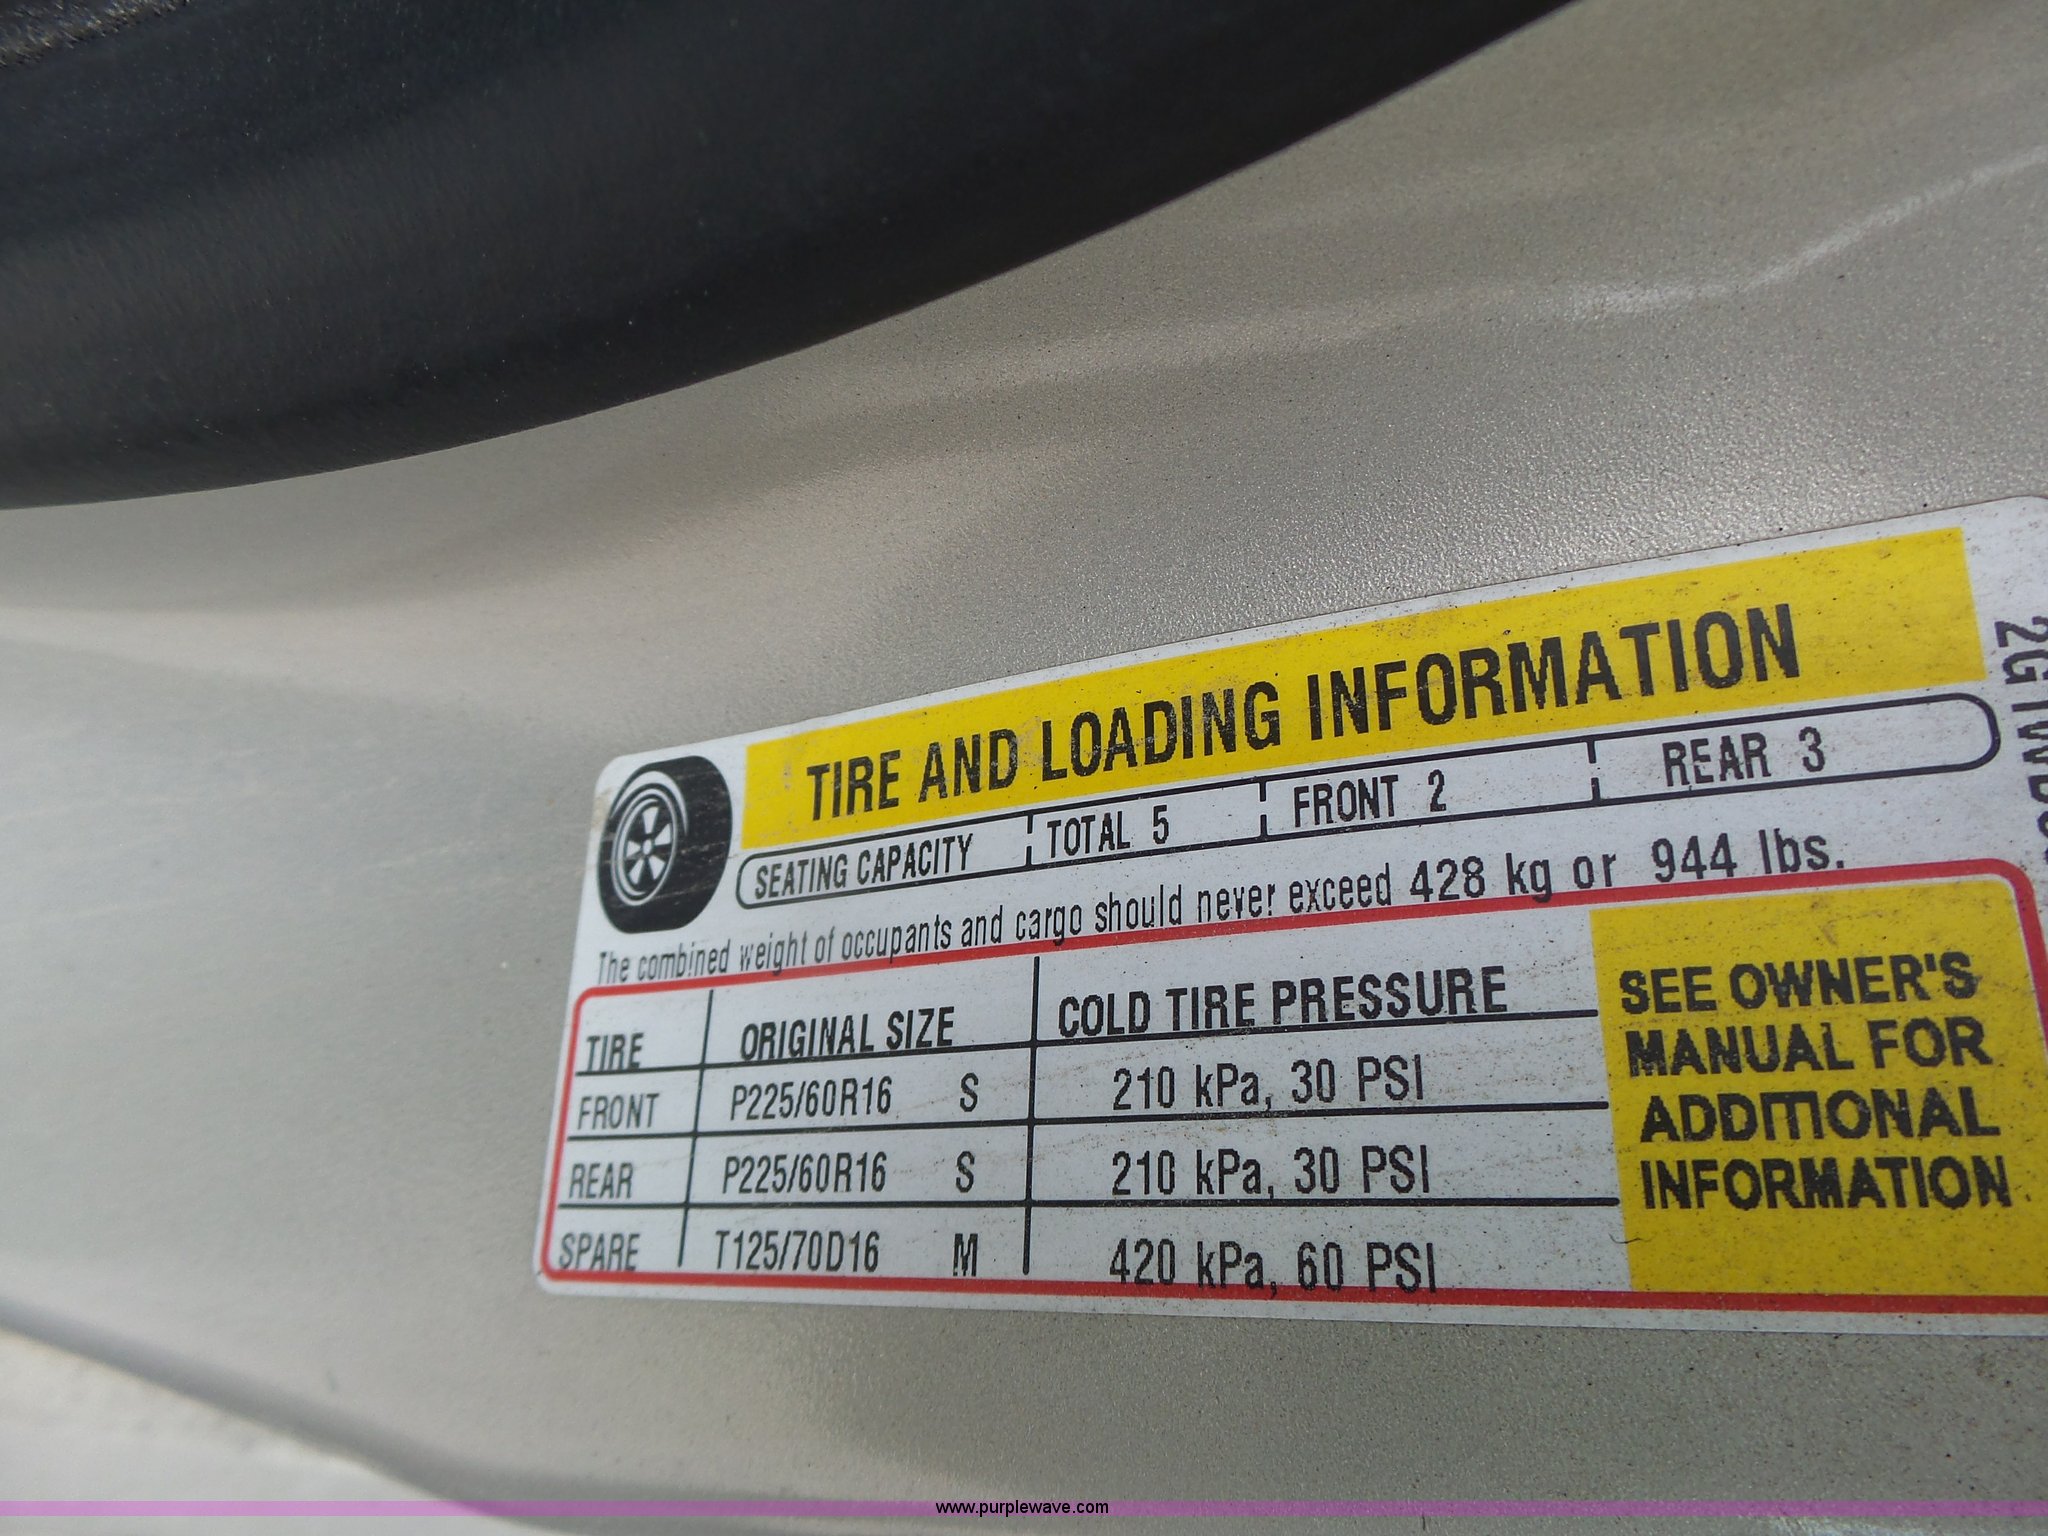 TIRE AND LOADING INFORMATION
SEATING CAPACITY TOTAL 5 FRONT 2 REAR 3
The combined weight of occupants and cargo should never exceed 428 kg or 944 lbs.
TIRE ORIGINAL SIZE COLD TIRE PRESSURE
FRONT P225/60R16 S 210 kPa, 30 PSI
REAR P225/60R16 S 210 kPa, 30 PSI
SPARE T125/70D16 M 420 kPa, 60 PSI
SEE OWNER'S
MANUAL FOR
ADDITIONAL
INFORMATION
www.purplewave.com